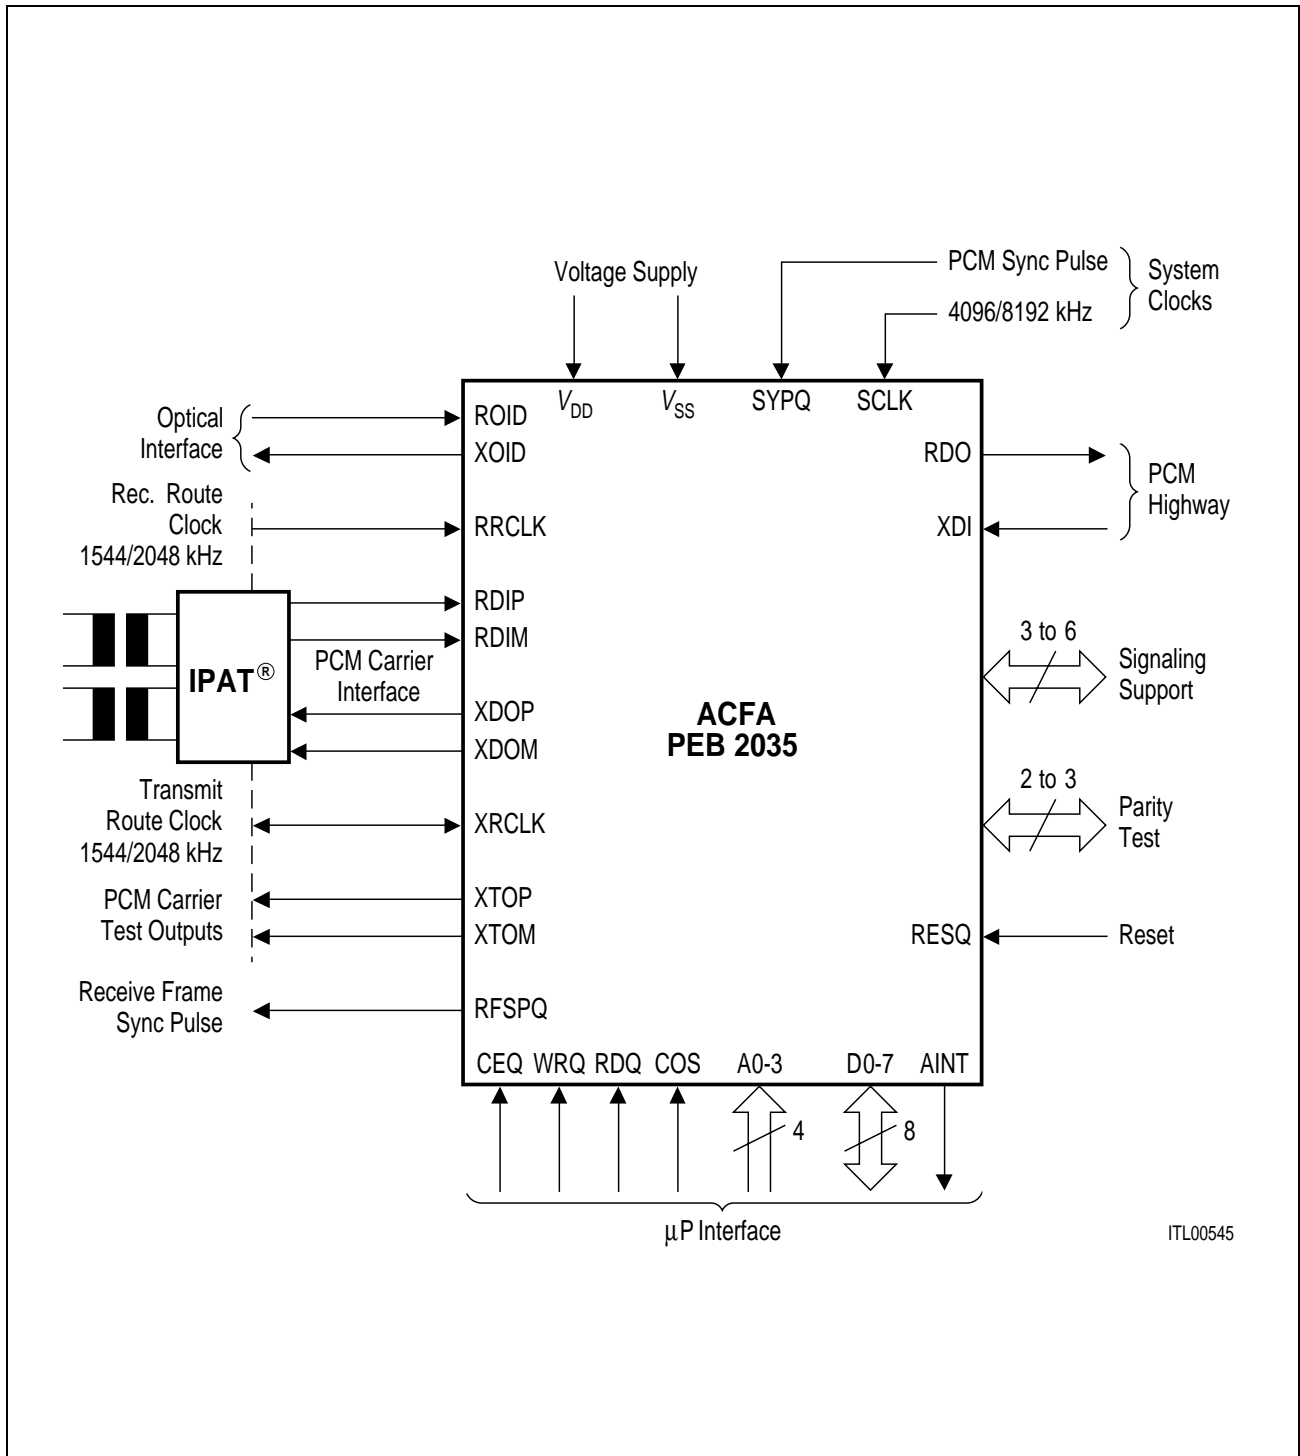 Voltage Supply
PCM Sync Pulse
4096/8192 kHz
System
Clocks
VDD
VSS
SYPQ
SCLK
Optical
Interface
ROID
XOID
RDO
XDI
PCM
Highway
Rec. Route
Clock
1544/2048 kHz
RRCLK
RDIP
RDIM
IPAT®
PCM Carrier
Interface
XDOP
XDOM
ACFA
PEB 2035
3 to 6
Signaling
Support
2 to 3
Parity
Test
Transmit
Route Clock
1544/2048 kHz
XRCLK
PCM Carrier
Test Outputs
XTOP
XTOM
RESQ
Reset
Receive Frame
Sync Pulse
RFSPQ
CEQ WRQ RDQ COS A0-3 D0-7 AINT
4
8
µP Interface
ITL00545